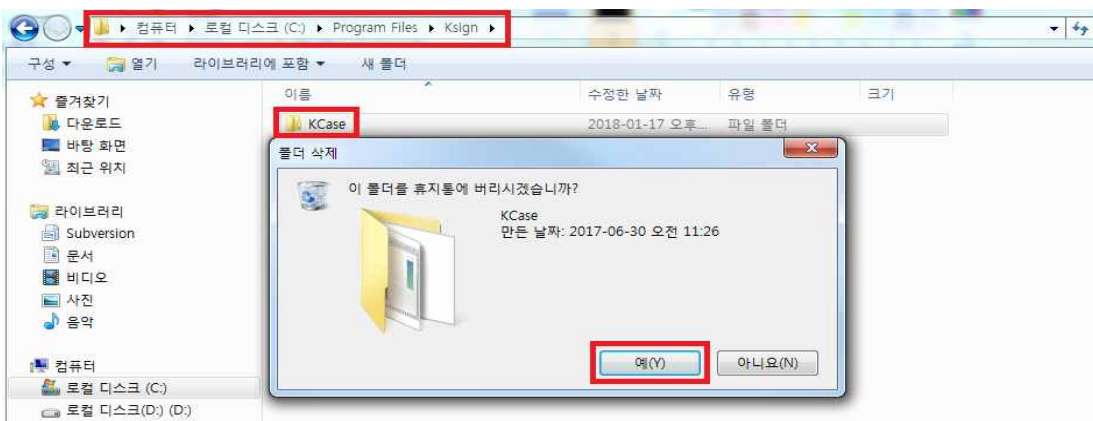 컴퓨터 ▸ 로컬 디스크 (C:) ▸ Program Files ▸ Ksign ▸
구성 열기 라이브러리에 포함 새 폴더
즐겨찾기
다운로드
바탕 화면
최근 위치
라이브러리
Subversion
문서
비디오
사진
음악
컴퓨터
로컬 디스크 (C:)
로컬 디스크(D:) (D:)
이름 수정한 날짜 유형 크기
KCase 2018-01-17 오후... 파일 폴더
폴더 삭제
이 폴더를 휴지통에 버리시겠습니까?
KCase
만든 날짜: 2017-06-30 오전 11:26
예(Y) 아니요(N)